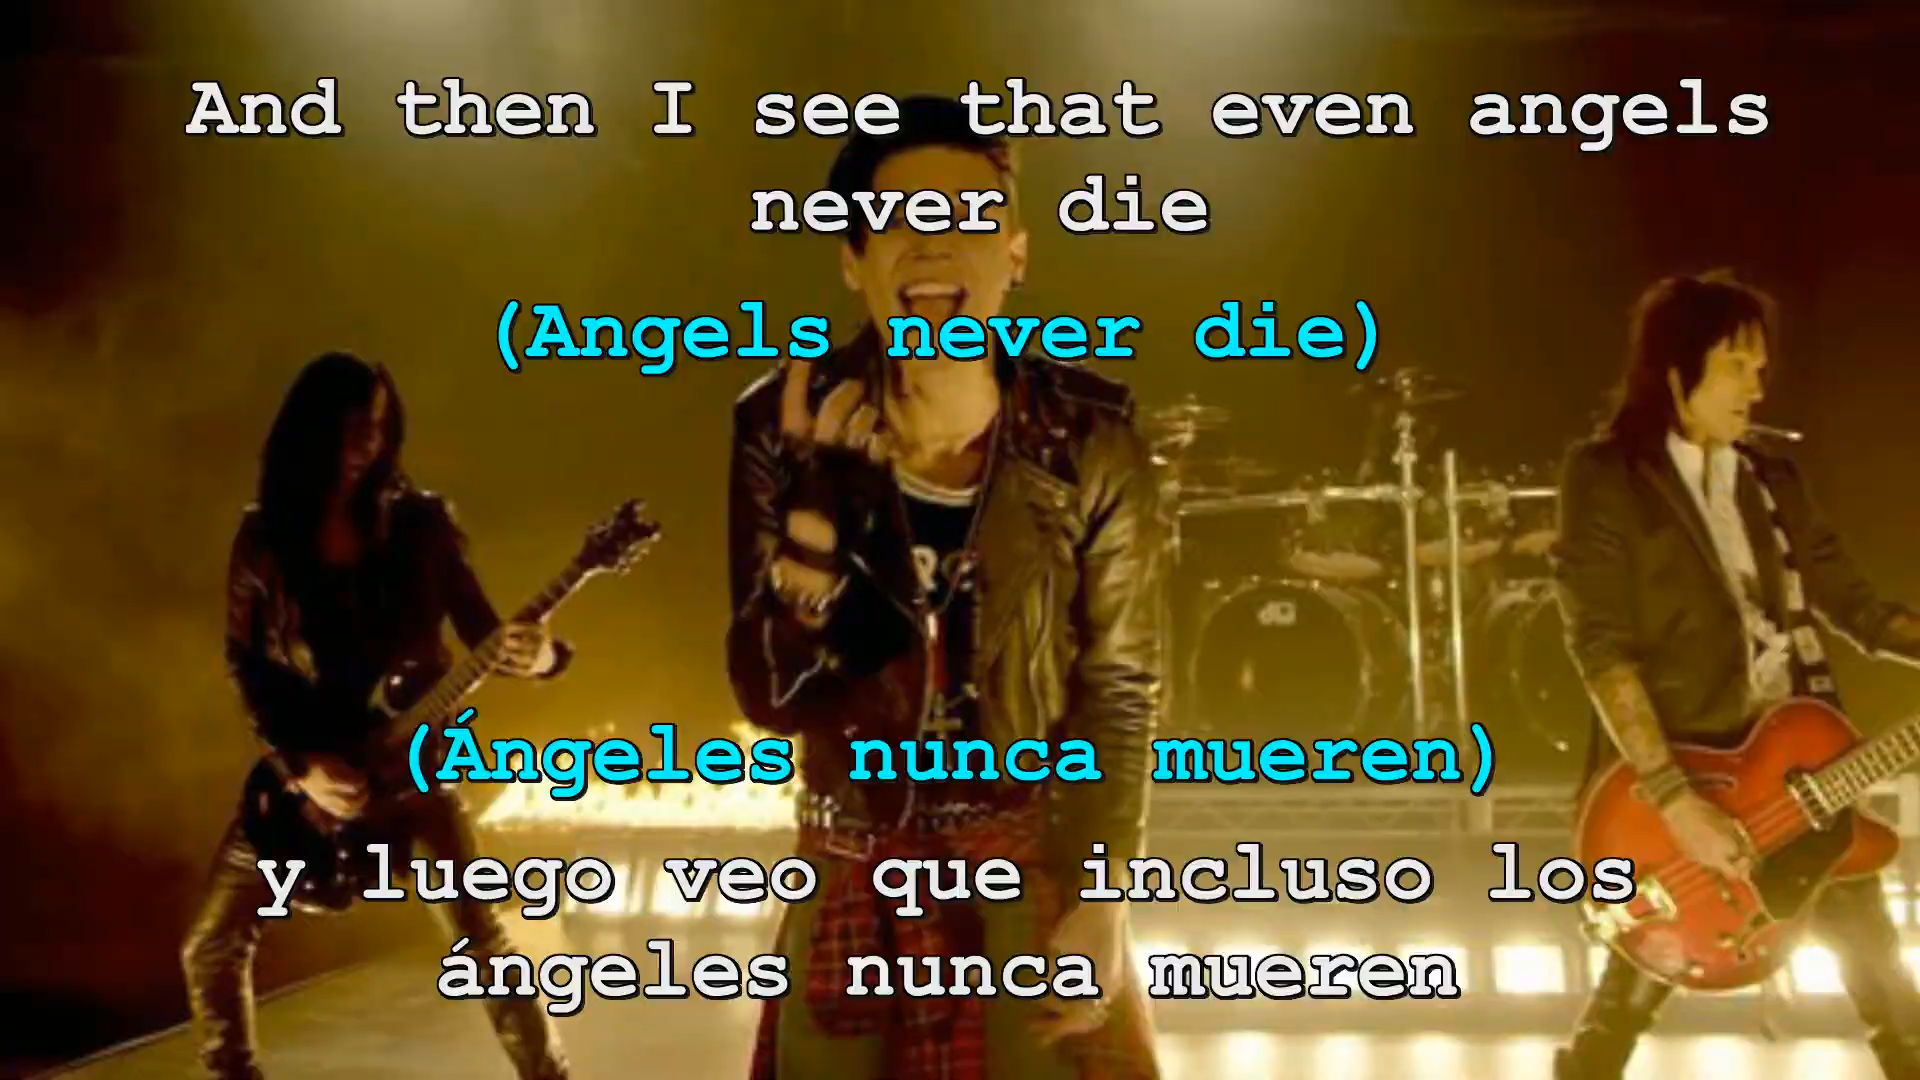 And then I see that even angels
never die
(Angels never die)
(Ángeles nunca mueren)
y luego veo que incluso los
ángeles nunca mueren